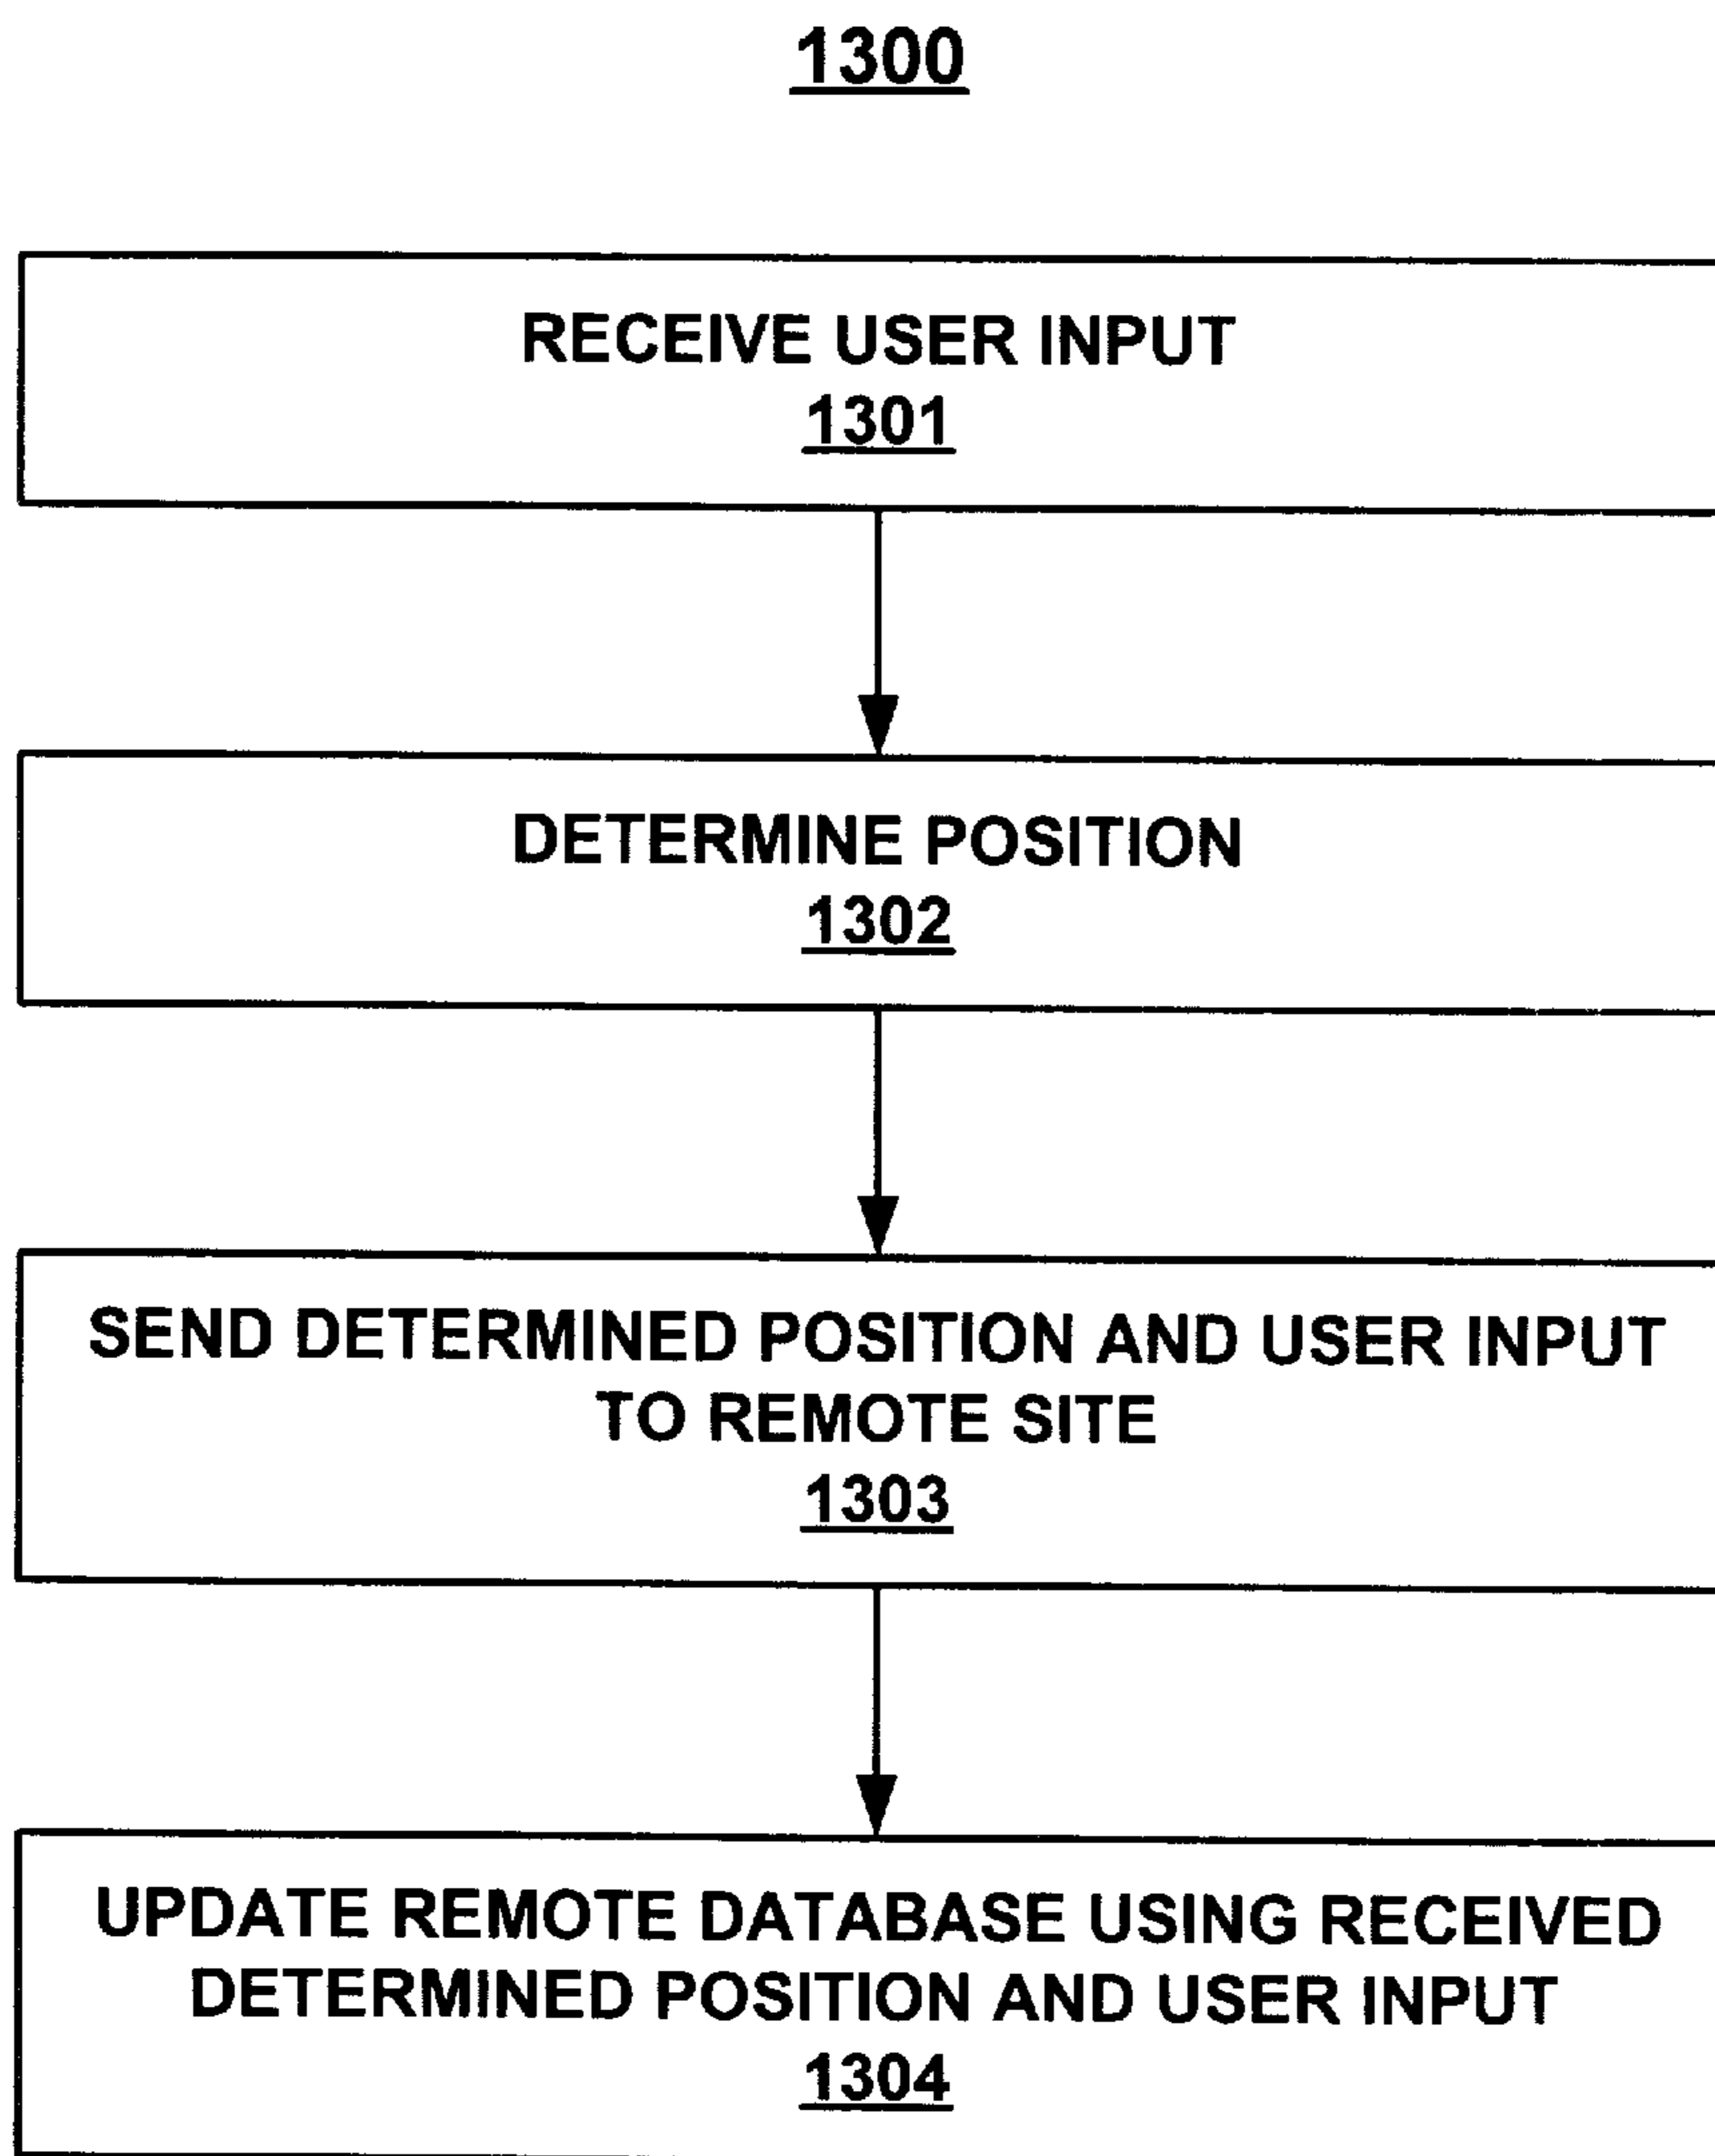 1300
RECEIVE USER INPUT
1301
DETERMINE POSITION
1302
SEND DETERMINED POSITION AND USER INPUT
TO REMOTE SITE
1303
UPDATE REMOTE DATABASE USING RECEIVED
DETERMINED POSITION AND USER INPUT
1304